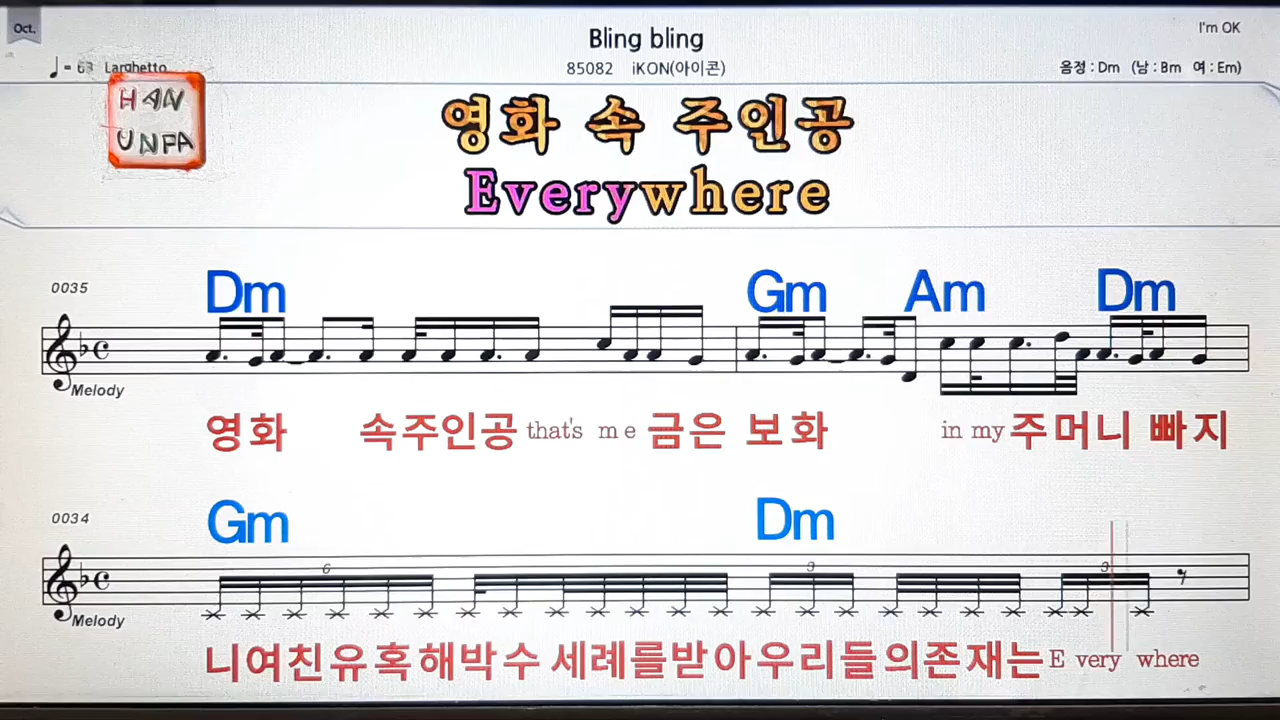 Oct.
Bling bling
I'm OK
♩= 63 Larghetto
85082 iKON(아이콘)
음정 : Dm (남 : Bm 여 : Em)
HAN
UNFA
영화 속 주인공
Everywhere
0035
Dm Gm Am Dm
Melody
영화 속주인공 that's me 금은 보화 in my 주머니 빠지
0034
Gm Dm
6 3 3
Melody
니여친유혹해박수 세례를받아우리들의존재는 Every where